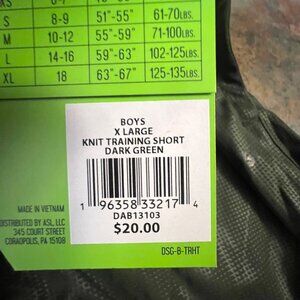 S 8-9 51"-55" 61-70LBS.
M 10-12 55"-59" 71-100LBS.
L 14-16 59"-63" 102-125LBS.
XL 18 63"-67" 125-135LBS.
BOYS
X LARGE
KNIT TRAINING SHORT
DARK GREEN
1 96358 33217 4
DAB13103
$20.00
MADE IN VIETNAM
DISTRIBUTED BY ASL, LLC
345 COURT STREET
CORAOPOLIS, PA 15108
DSG-B-TRHT